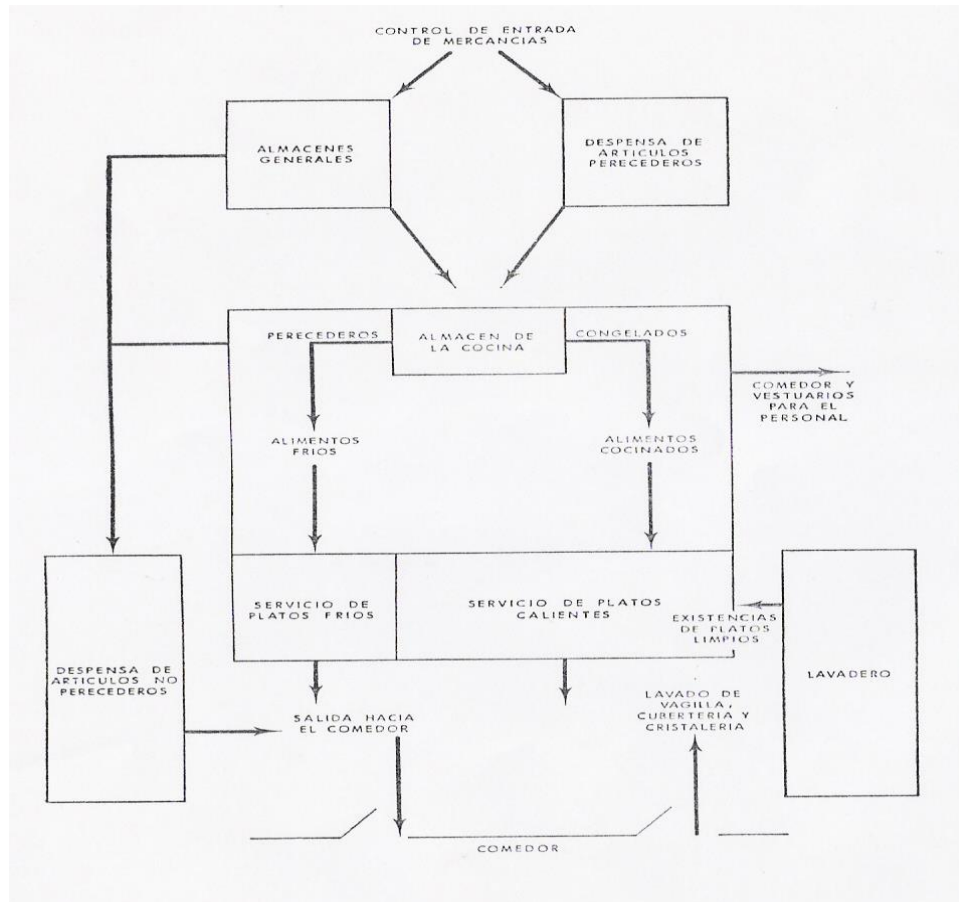 CONTROL DE ENTRADA
DE MERCANCIAS
ALMACENES
GENERALES
DESPENSA DE
ARTICULOS
PERECEDEROS
PERECEDEROS
ALMACEN DE
LA COCINA
CONGELADOS
COMEDOR Y
VESTUARIOS
PARA EL
PERSONAL
ALIMENTOS
FRIOS
ALIMENTOS
COCINADOS
SERVICIO DE
PLATOS FRIOS
SERVICIO DE PLATOS
CALIENTES
EXISTENCIAS
DE PLATOS
LIMPIOS
DESPENSA DE
ARTICULOS NO
PERECEDEROS
LAVADERO
SALIDA HACIA
EL COMEDOR
LAVADO DE
VAGILLA,
CUBERTERIA Y
CRISTALERIA
COMEDOR